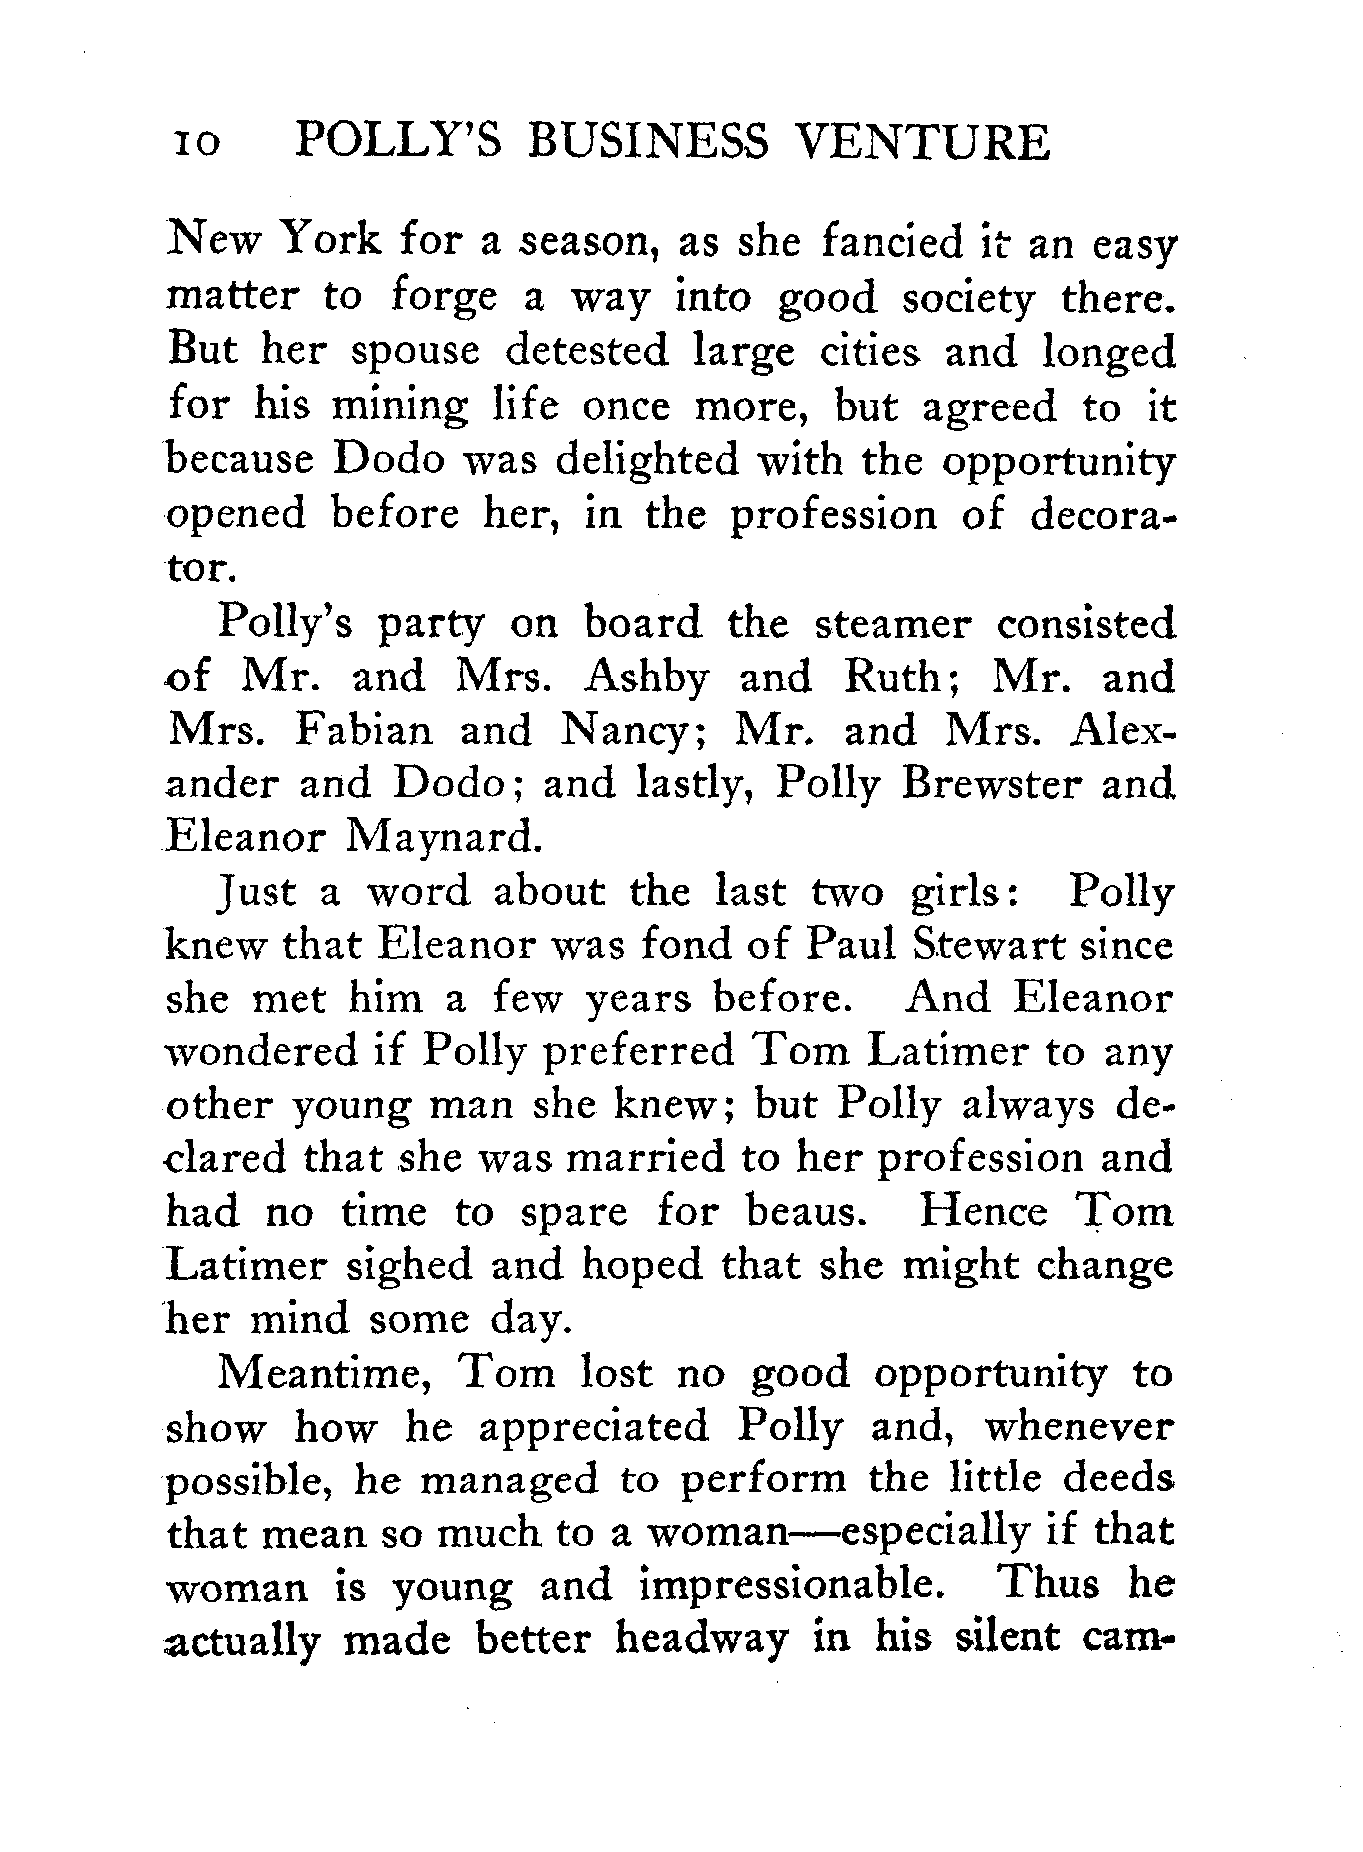 10 POLLY'S BUSINESS VENTURE
New York for a season, as she fancied it an easy
matter to forge a way into good society there.
But her spouse detested large cities and longed
for his mining life once more, but agreed to it
because Dodo was delighted with the opportunity
opened before her, in the profession of decora-
tor.
Polly's party on board the steamer consisted
of Mr. and Mrs. Ashby and Ruth; Mr. and
Mrs. Fabian and Nancy; Mr. and Mrs. Alex-
ander and Dodo; and lastly, Polly Brewster and
Eleanor Maynard.
Just a word about the last two girls: Polly
knew that Eleanor was fond of Paul Stewart since
she met him a few years before. And Eleanor
wondered if Polly preferred Tom Latimer to any
other young man she knew; but Polly always de-
clared that she was married to her profession and
had no time to spare for beaus. Hence Tom
Latimer sighed and hoped that she might change
her mind some day.
Meantime, Tom lost no good opportunity to
show how he appreciated Polly and, whenever
possible, he managed to perform the little deeds
that mean so much to a woman—especially if that
woman is young and impressionable. Thus he
actually made better headway in his silent cam-